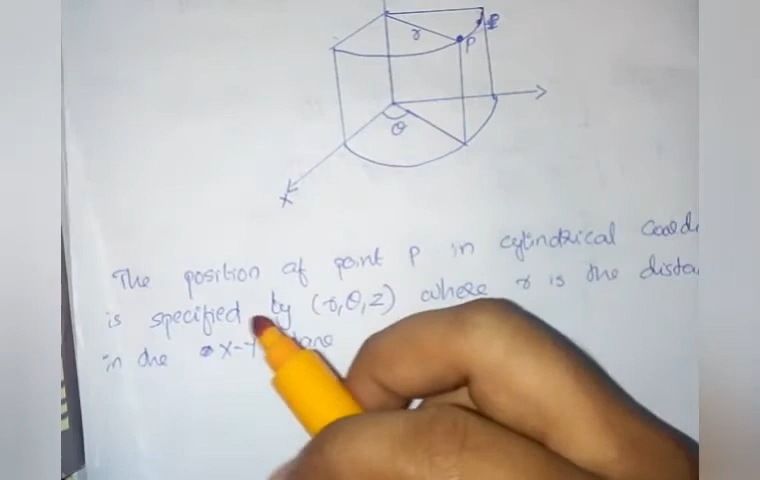 r
P
θ
X
The position of point P in cylindrical
is specified by (r,θ,z) where r is the
in the X-Y